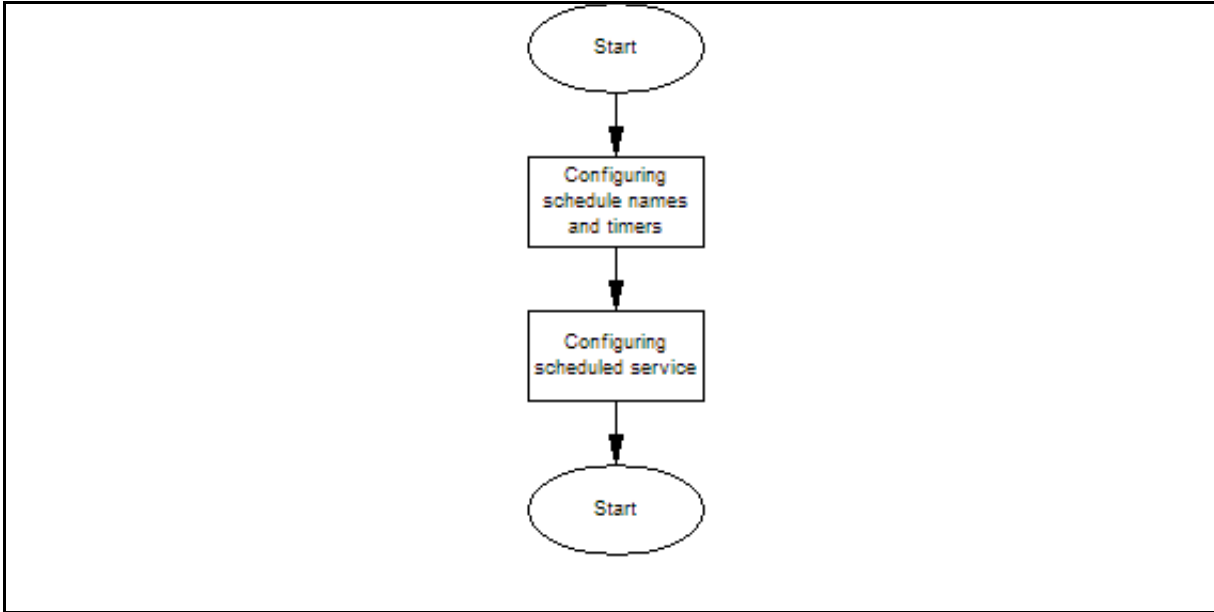 Start
Configuring
schedule names
and timers
Configuring
scheduled service
Start